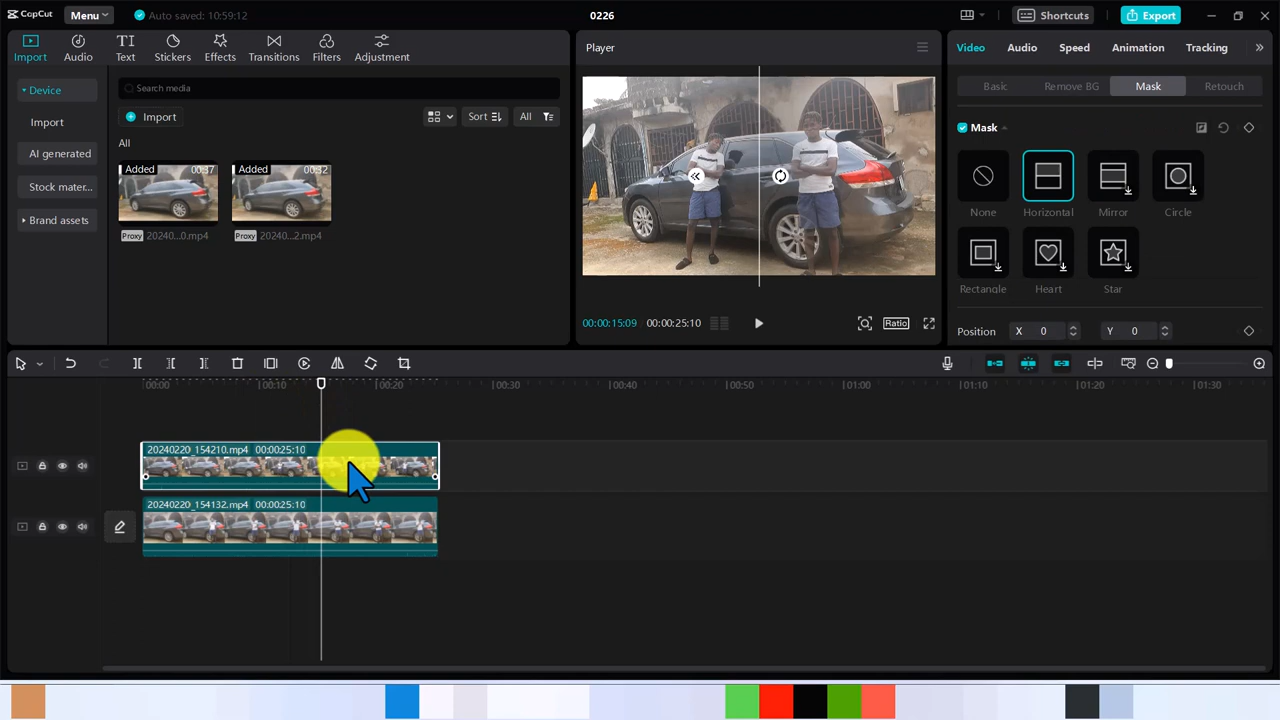 CapCut
Menu
Auto saved: 10:59:12
0226
Shortcuts
Export
Import
Audio
Text
Stickers
Effects
Transitions
Filters
Adjustment
Device
Import
AI generated
Stock mater...
Brand assets
Search media
Import
Sort
All
All
Added
00:37
Added
00:32
Proxy 20240...0.mp4
Proxy 20240...2.mp4
Player
00:00:15:09
00:00:25:10
Ratio
Video
Audio
Speed
Animation
Tracking
Basic
Remove BG
Mask
Retouch
Mask
None
Horizontal
Mirror
Circle
Rectangle
Heart
Star
Position
X 0
Y 0
00:00
00:10
00:20
00:30
00:40
00:50
01:00
01:10
01:20
01:30
20240220_154210.mp4 00:00:25:10
20240220_154132.mp4 00:00:25:10